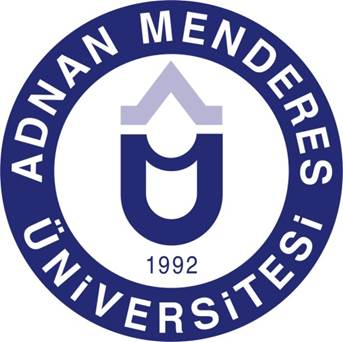 ADNAN MENDERES
ÜNİVERSİTESİ
1992